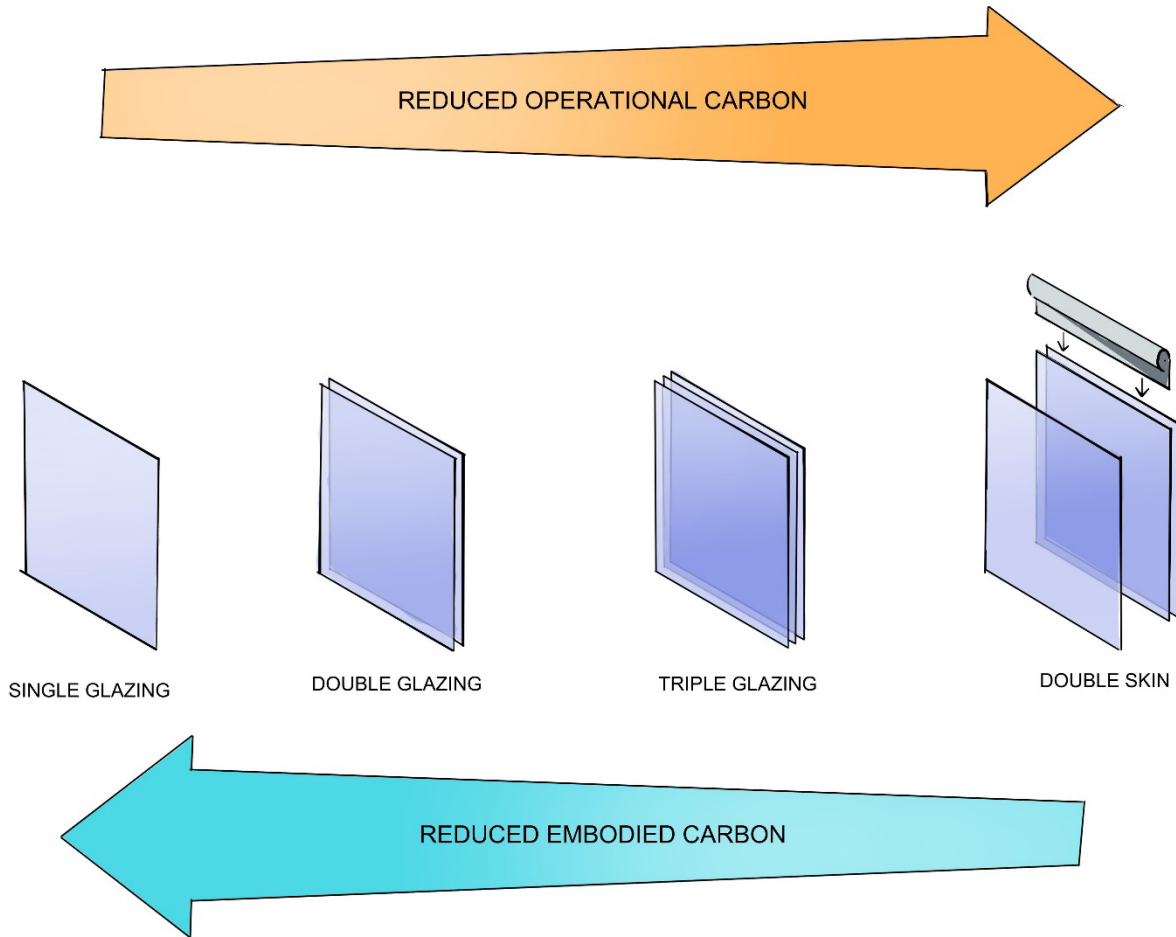 REDUCED OPERATIONAL CARBON
SINGLE GLAZING
DOUBLE GLAZING
TRIPLE GLAZING
DOUBLE SKIN
REDUCED EMBODIED CARBON